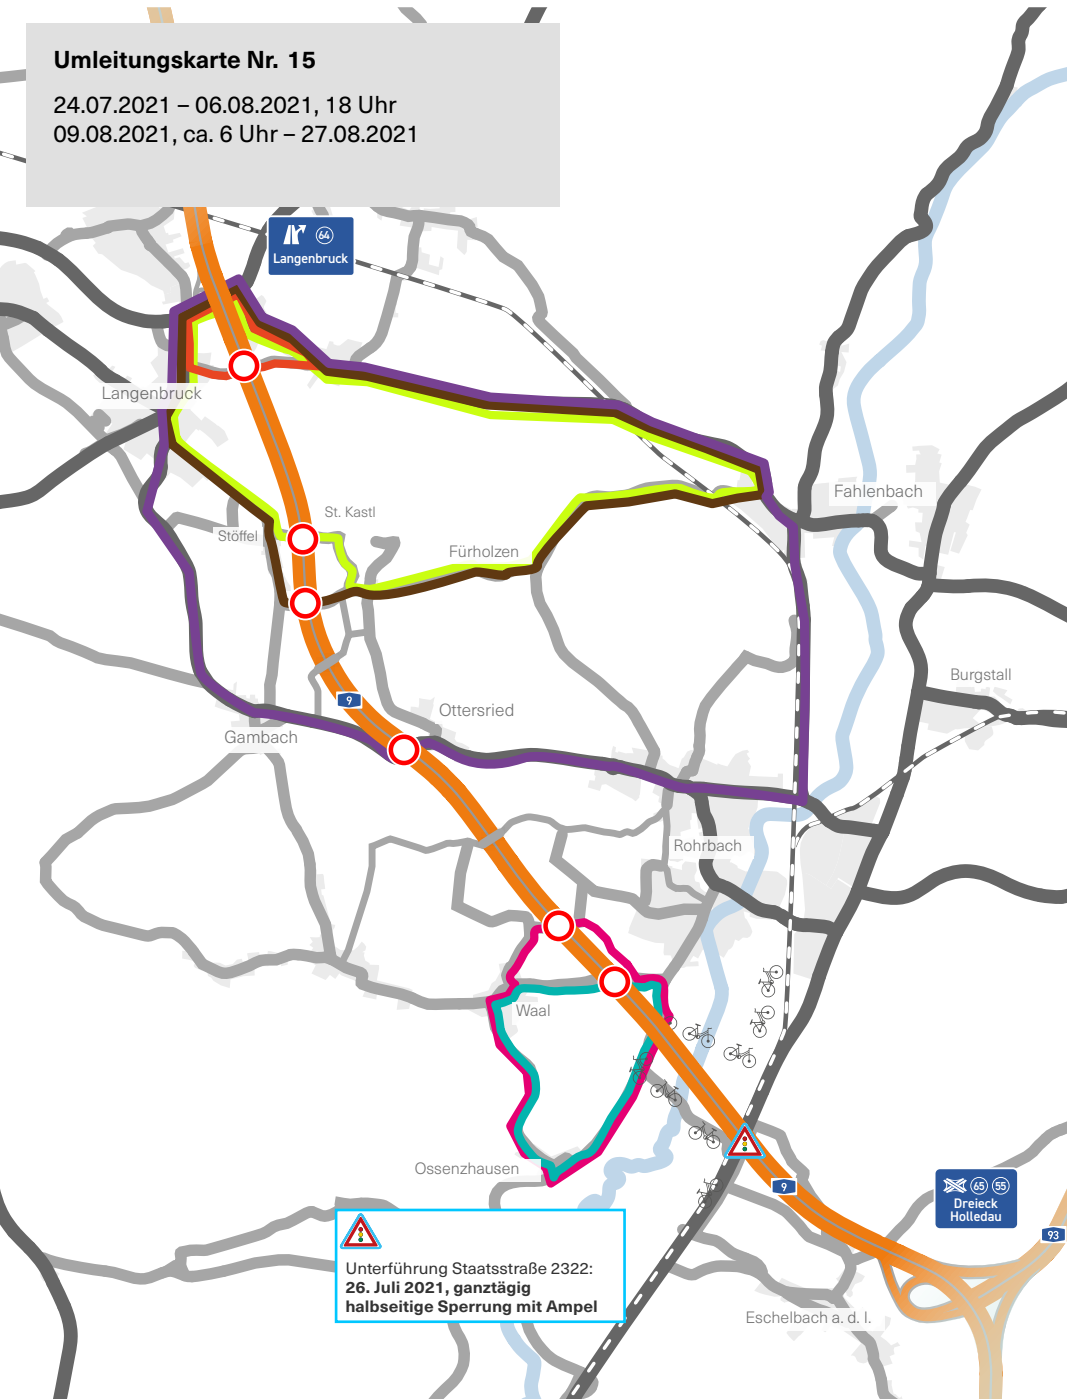 Umleitungskarte Nr. 15
24.07.2021 – 06.08.2021, 18 Uhr
09.08.2021, ca. 6 Uhr – 27.08.2021
64
Langenbruck
Langenbruck
Fahlenbach
St. Kastl
Stöffel
Fürholzen
Burgstall
9
Ottersried
Gambach
Rohrbach
Waal
Ossenzhausen
9
65 55
Dreieck
Holledau
93
Unterführung Staatsstraße 2322:
26. Juli 2021, ganztägig
halbseitige Sperrung mit Ampel
Eschelbach a. d. l.